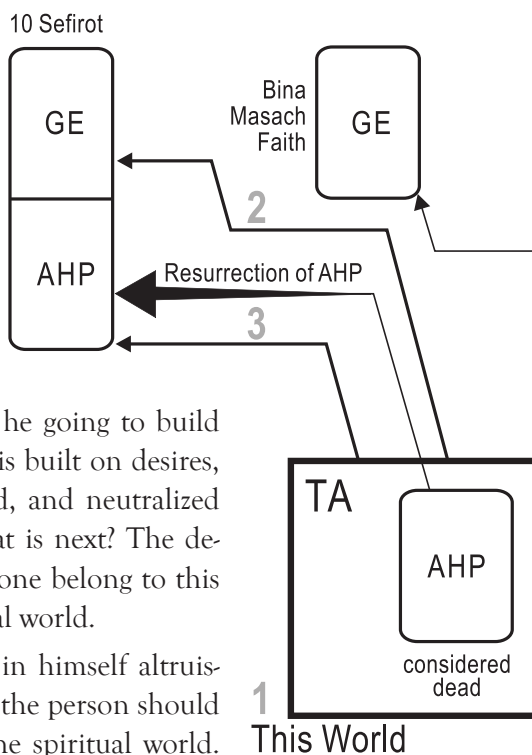 10 Sefirot
GE
AHP
Bina
Masach
Faith
GE
2
Resurrection of AHP
3
TA
AHP
considered
dead
1
This World
he going to build
is built on desires,
d, and neutralized
at is next? The de-
one belong to this
al world.
in himself altruis-
the person should
ne spiritual world.